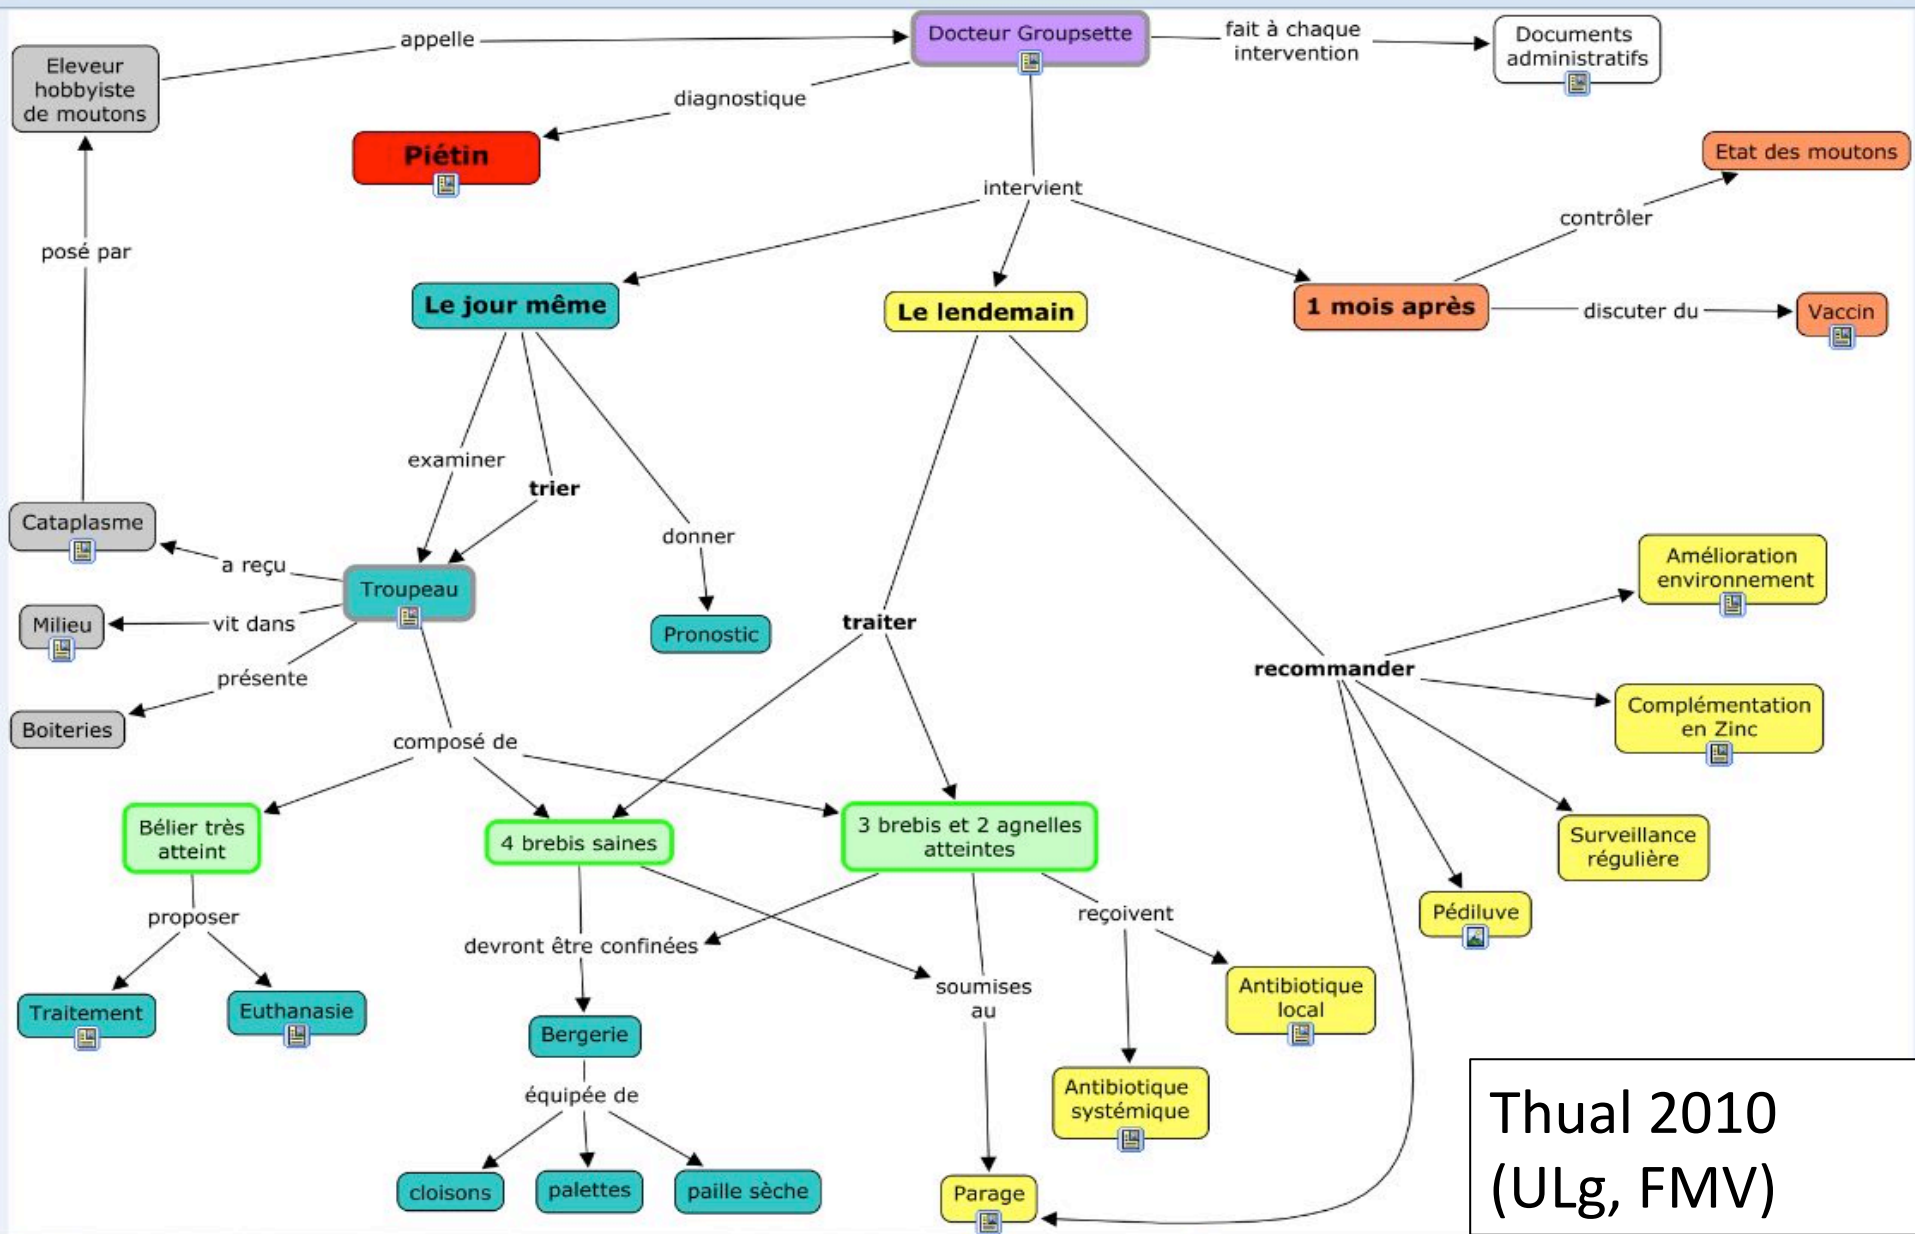 Eleveur
hobbyiste
de moutons
appelle
Docteur Groupsette
fait à chaque
intervention
Documents
administratifs
diagnostique
Piétin
intervient
Etat des moutons
contrôler
posé par
Le jour même
Le lendemain
1 mois après
discuter du
Vaccin
examiner
trier
donner
Cataplasme
a reçu
Troupeau
Milieu
vit dans
présente
Boiteries
Pronostic
traiter
recommander
Amélioration
environnement
Complémentation
en Zinc
Surveillance
régulière
Pédiluve
composé de
Bélier très
atteint
4 brebis saines
3 brebis et 2 agnelles
atteintes
proposer
devront être confinées
reçoivent
soumises
au
Traitement
Euthanasie
Bergerie
Antibiotique
local
Antibiotique
systémique
équipée de
cloisons
palettes
paille sèche
Parage
Thual 2010
(ULg, FMV)